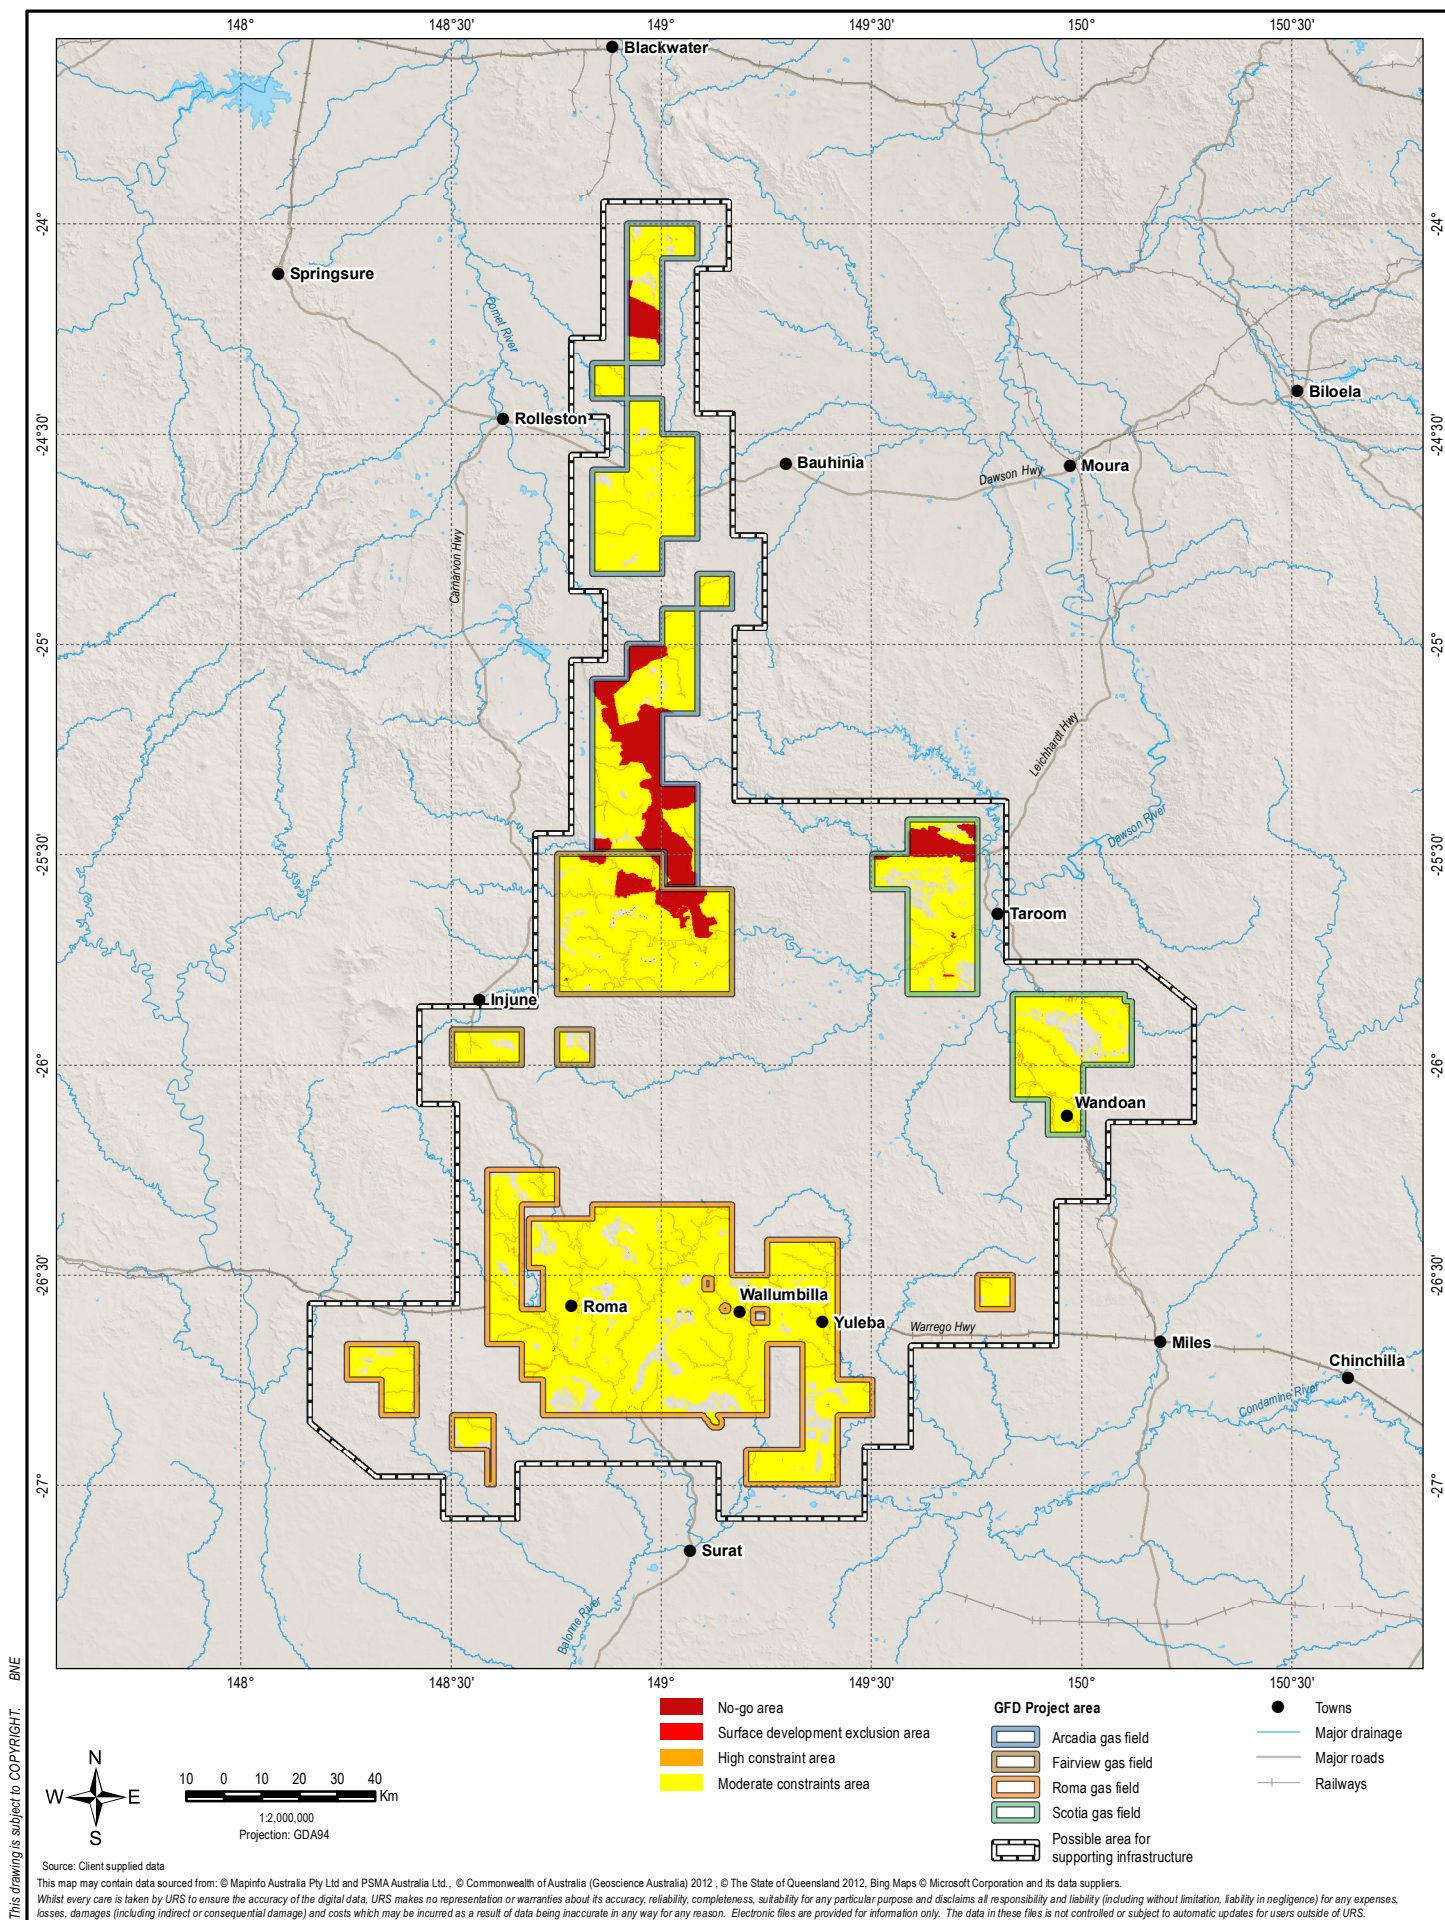 148°
148°30'
149°
149°30'
150°
150°30'
Blackwater
-24°
-24°
Springsure
Comet River
Biloela
Rolleston
-24°30'
-24°30'
Bauhinia
Moura
Dawson Hwy
Carnarvon Hwy
-25°
-25°
Leichhardt Hwy
Dawson River
-25°30'
-25°30'
Taroom
Injune
-26°
-26°
Wandoan
-26°30'
-26°30'
Wallumbilla
Roma
Yuleba
Warrego Hwy
Miles
Chinchilla
Condamine River
-27°
-27°
Surat
Balonne River
148°
148°30'
149°
149°30'
150°
150°30'
BNE
This drawing is subject to COPYRIGHT.
N
W
E
S
10 0 10 20 30 40
Km
1:2,000,000
Projection: GDA94
No-go area
Surface development exclusion area
High constraint area
Moderate constraints area
GFD Project area
Arcadia gas field
Fairview gas field
Roma gas field
Scotia gas field
Possible area for
supporting infrastructure
Towns
Major drainage
Major roads
Railways
Source: Client supplied data
This map may contain data sourced from: © Mapinfo Australia Pty Ltd and PSMA Australia Ltd., © Commonwealth of Australia (Geoscience Australia) 2012 , © The State of Queensland 2012, Bing Maps © Microsoft Corporation and its data suppliers.
Whilst every care is taken by URS to ensure the accuracy of the digital data, URS makes no representation or warranties about its accuracy, reliability, completeness, suitability for any particular purpose and disclaims all responsibility and liability (including without limitation, liability in negligence) for any expenses,
losses, damages (including indirect or consequential damage) and costs which may be incurred as a result of data being inaccurate in any way for any reason. Electronic files are provided for information only. The data in these files is not controlled or subject to automatic updates for users outside of URS.